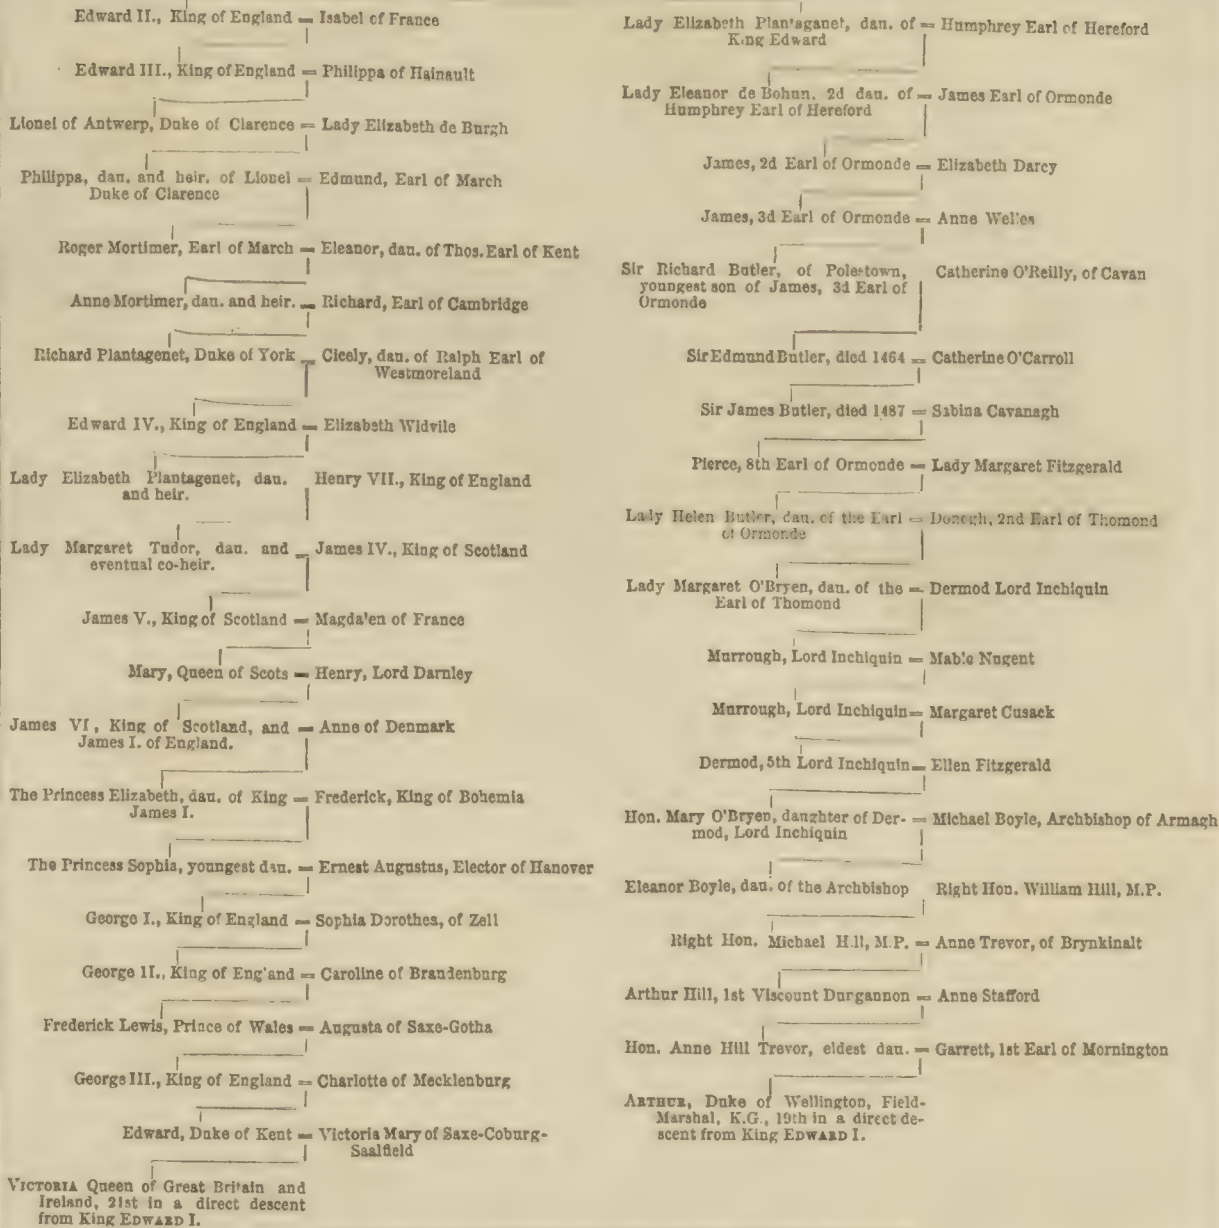 Edward II., King of England = Isabel of France
Edward III., King of England = Philippa of Hainault
Lionel of Antwerp, Duke of Clarence = Lady Elizabeth de Burgh
Philippa, dau. and heir. of Lionel = Edmund, Earl of March
Duke of Clarence
Roger Mortimer, Earl of March = Eleanor, dau. of Thos. Earl of Kent
Anne Mortimer, dau. and heir. = Richard, Earl of Cambridge
Richard Plantagenet, Duke of York = Cicely, dau. of Ralph Earl of
Westmoreland
Edward IV., King of England = Elizabeth Widvile
Lady Elizabeth Plantagenet, dau. Henry VII., King of England
and heir.
Lady Margaret Tudor, dau. and = James IV., King of Scotland
eventual co-heir.
James V., King of Scotland = Magda'en of France
Mary, Queen of Scots = Henry, Lord Darnley
James VI, King of Scotland, and = Anne of Denmark
James I. of England.
The Princess Elizabeth, dau. of King = Frederick, King of Bohemia
James I.
The Princess Sophia, youngest dau. = Ernest Augustus, Elector of Hanover
George I., King of England = Sophia Dorothea, of Zell
George II., King of Eng'and = Caroline of Brandenburg
Frederick Lewis, Prince of Wales = Augusta of Saxe-Gotha
George III., King of England = Charlotte of Mecklenburg
Edward, Duke of Kent = Victoria Mary of Saxe-Coburg-
Saalfield
VICTORIA Queen of Great Britain and
Ireland, 21st in a direct descent
from King EDWARD I.
Lady Elizabeth Plantaganet, dau. of = Humphrey Earl of Hereford
King Edward
Lady Eleanor de Bohun, 2d dau. of = James Earl of Ormonde
Humphrey Earl of Hereford
James, 2d Earl of Ormonde = Elizabeth Darcy
James, 3d Earl of Ormonde = Anne Welles
Sir Richard Butler, of Polestown, Catherine O'Reilly, of Cavan
youngest son of James, 3d Earl of
Ormonde
Sir Edmund Butler, died 1464 = Catherine O'Carroll
Sir James Butler, died 1487 = Sabina Cavanagh
Pierce, 8th Earl of Ormonde = Lady Margaret Fitzgerald
Lady Helen Butler, dau. of the Earl = Donogh, 2nd Earl of Thomond
of Ormonde
Lady Margaret O'Bryen, dau. of the = Dermod Lord Inchiquin
Earl of Thomond
Murrough, Lord Inchiquin = Mable Nugent
Murrough, Lord Inchiquin = Margaret Cusack
Dermod, 5th Lord Inchiquin = Ellen Fitzgerald
Hon. Mary O'Bryen, daughter of Der- = Michael Boyle, Archbishop of Armagh
mod, Lord Inchiquin
Eleanor Boyle, dau. of the Archbishop Right Hon. William Hill, M.P.
Right Hon. Michael Hill, M.P. = Anne Trevor, of Brynkinalt
Arthur Hill, 1st Viscount Durgannon = Anne Stafford
Hon. Anne Hill Trevor, eldest dau. = Garrett, 1st Earl of Mornington
ARTHUR, Duke of Wellington, Field-
Marshal, K.G., 19th in a direct de-
scent from King EDWARD I.